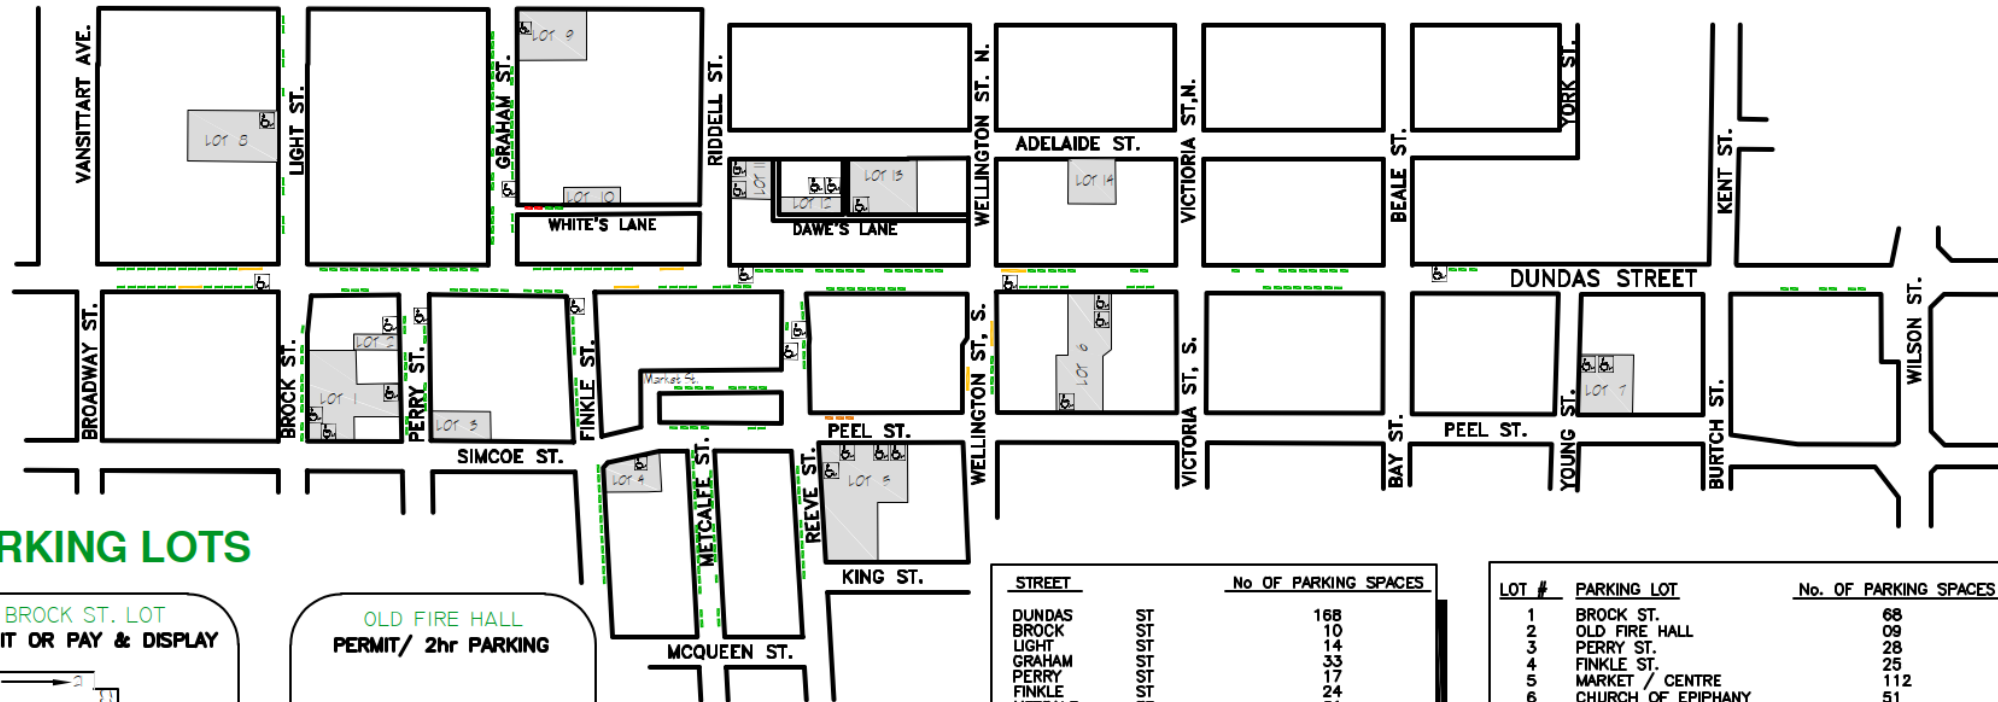 VANSITTART AVE.
LIGHT ST.
GRAHAM ST.
RIDDELL ST.
WELLINGTON ST. N.
VICTIORIA ST,N.
BEALE ST.
YORK ST.
KENT ST.
LOT 9
LOT 8
LOT 10
LOT 11
LOT 12
LOT 13
LOT 14
ADELAIDE ST.
WHITE'S LANE
DAWE'S LANE
DUNDAS STREET
BROADWAY ST.
BROCK ST.
PERRY ST.
FINKLE ST.
WELLINGTON ST, S.
VICTORIA ST, S.
BAY ST.
YOUNG ST.
BURTCH ST.
WILSON ST.
LOT 2
LOT 1
LOT 3
Market St.
LOT 6
LOT 7
SIMCOE ST.
PEEL ST.
PEEL ST.
LOT 4
METCALFE ST.
REEVE ST.
LOT 5
KING ST.
MCQUEEN ST.
RKING LOTS
BROCK ST. LOT
IT OR PAY & DISPLAY
OLD FIRE HALL
PERMIT/ 2hr PARKING
STREET No OF PARKING SPACES
DUNDAS ST 168
BROCK ST 10
LIGHT ST 14
GRAHAM ST 33
PERRY ST 17
FINKLE ST 24
LOT # PARKING LOT No. OF PARKING SPACES
1 BROCK ST. 68
2 OLD FIRE HALL 09
3 PERRY ST. 28
4 FINKLE ST. 25
5 MARKET / CENTRE 112
6 CHURCH OF EPIPHANY 51